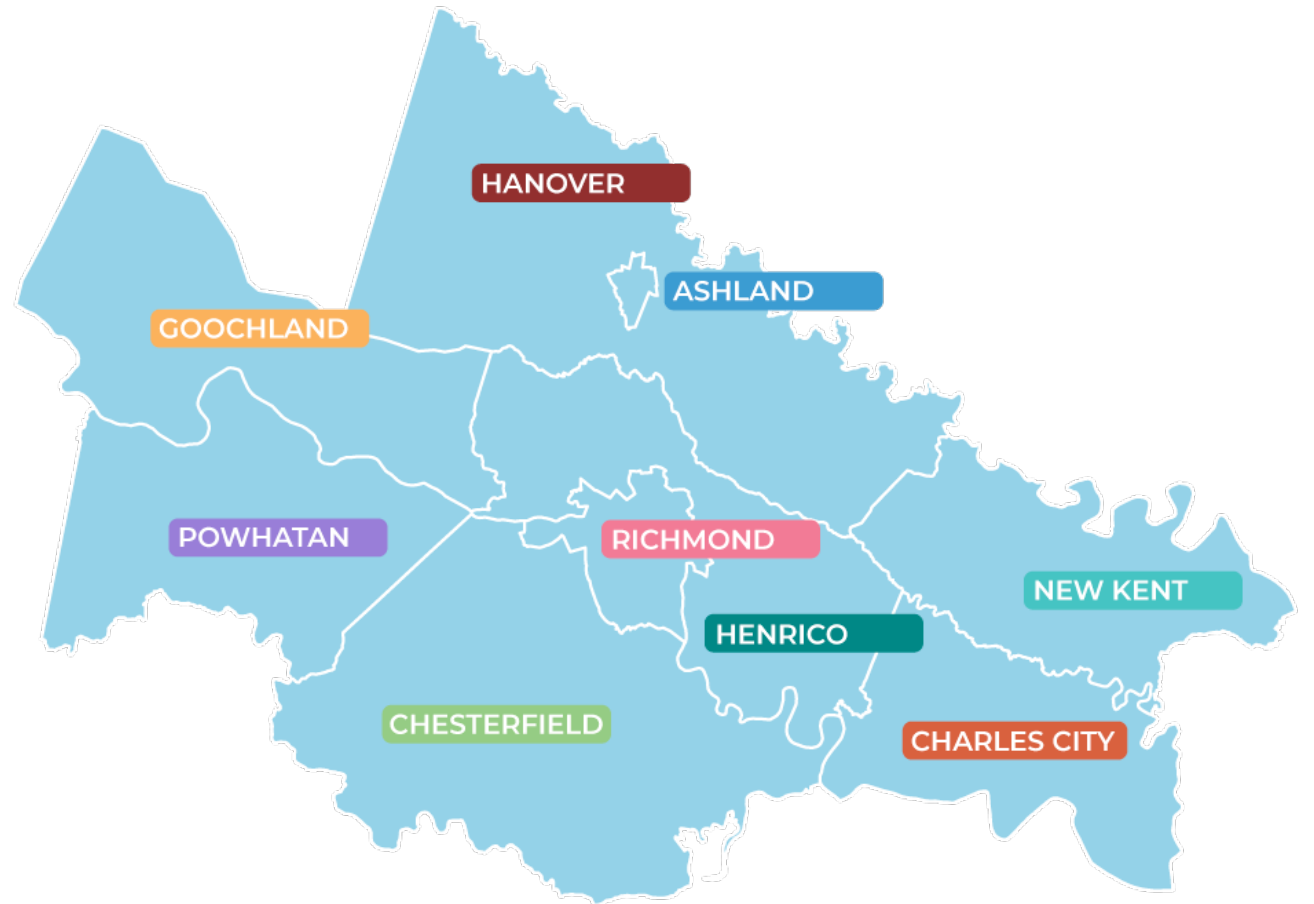 HANOVER
ASHLAND
GOOCHLAND
POWHATAN
RICHMOND
NEW KENT
HENRICO
CHESTERFIELD
CHARLES CITY